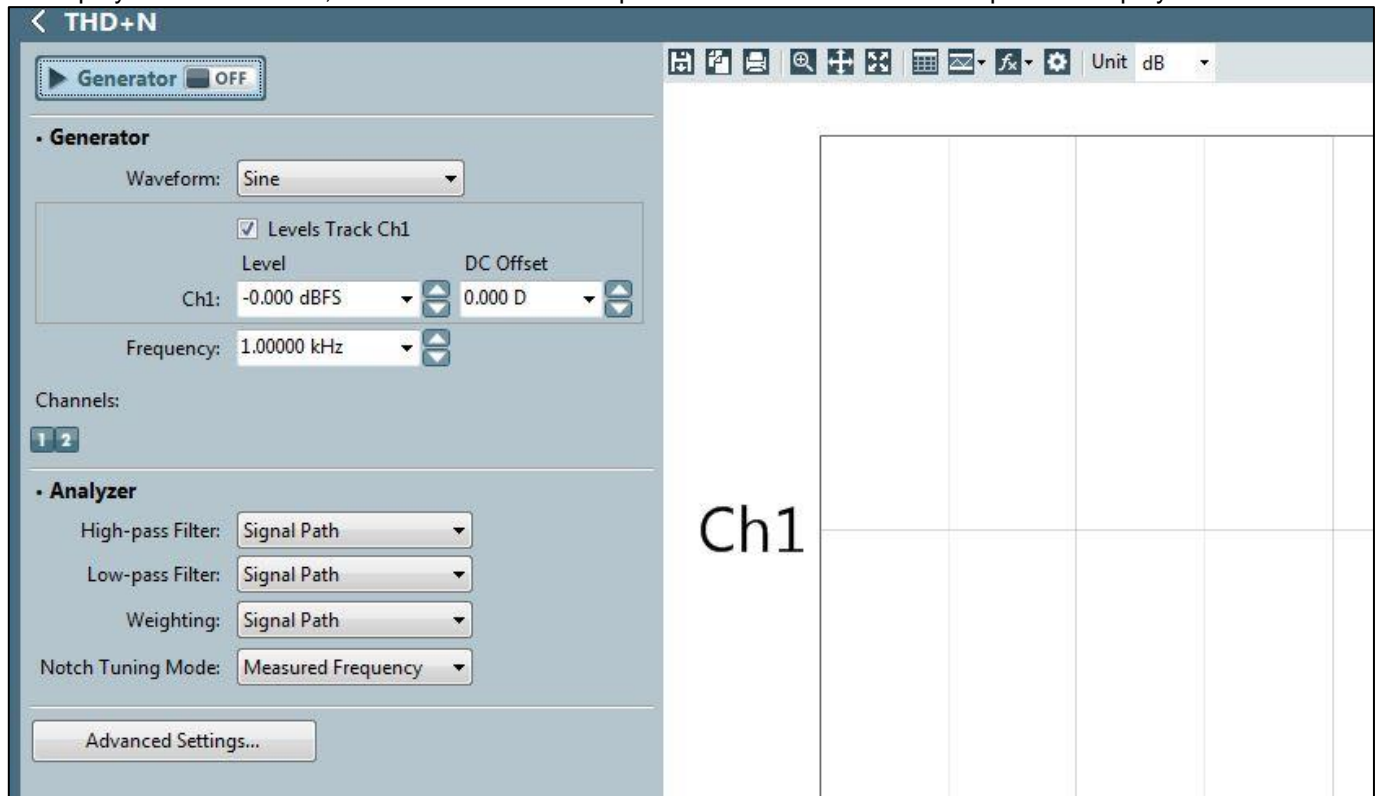 THD+N
Generator OFF
Unit dB
Generator
Waveform: Sine
Levels Track Ch1
Level DC Offset
Ch1: -0.000 dBFS 0.000 D
Frequency: 1.00000 kHz
Channels:
1 2
Analyzer
High-pass Filter: Signal Path
Low-pass Filter: Signal Path
Weighting: Signal Path
Notch Tuning Mode: Measured Frequency
Advanced Settings...
Ch1